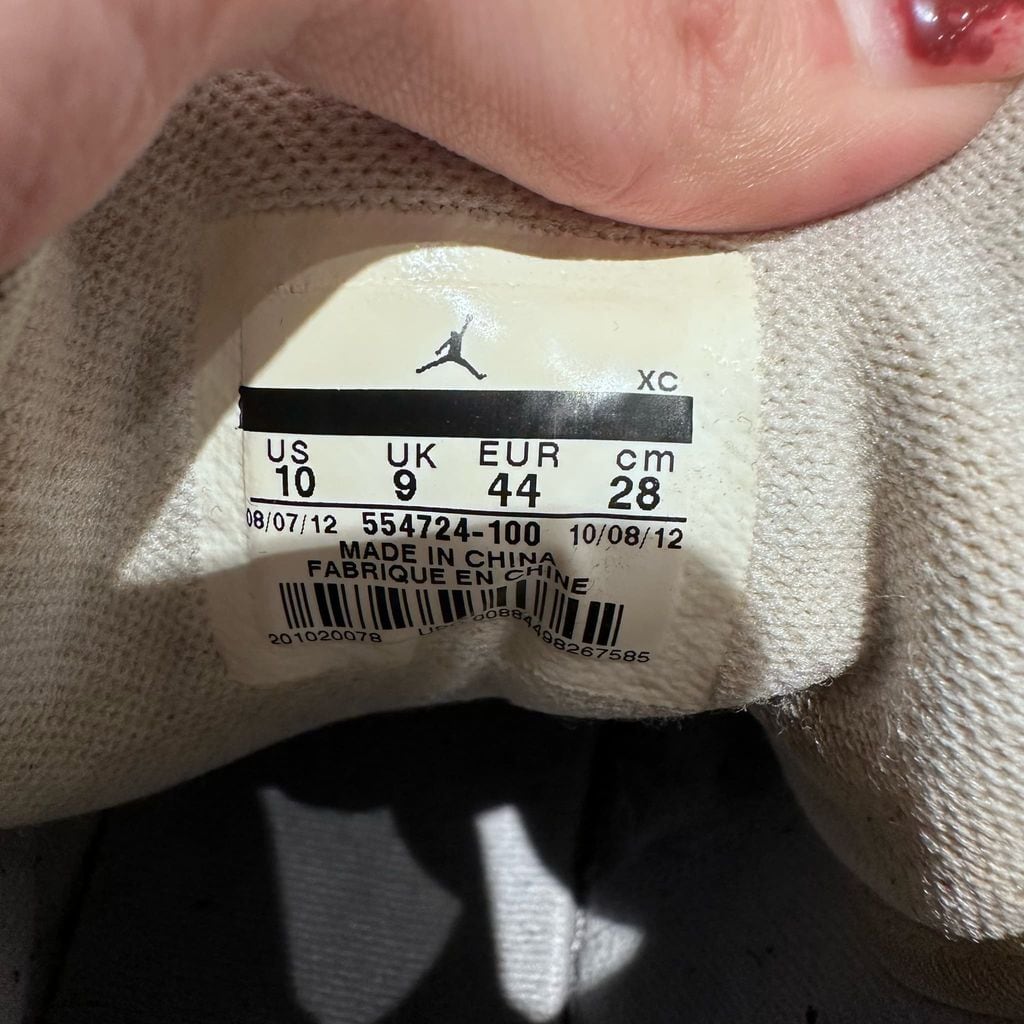 XC
US UK EUR cm
10 9 44 28
08/07/12 554724-100 10/08/12
MADE IN CHINA
FABRIQUE EN CHINE
201020078 00884498267585